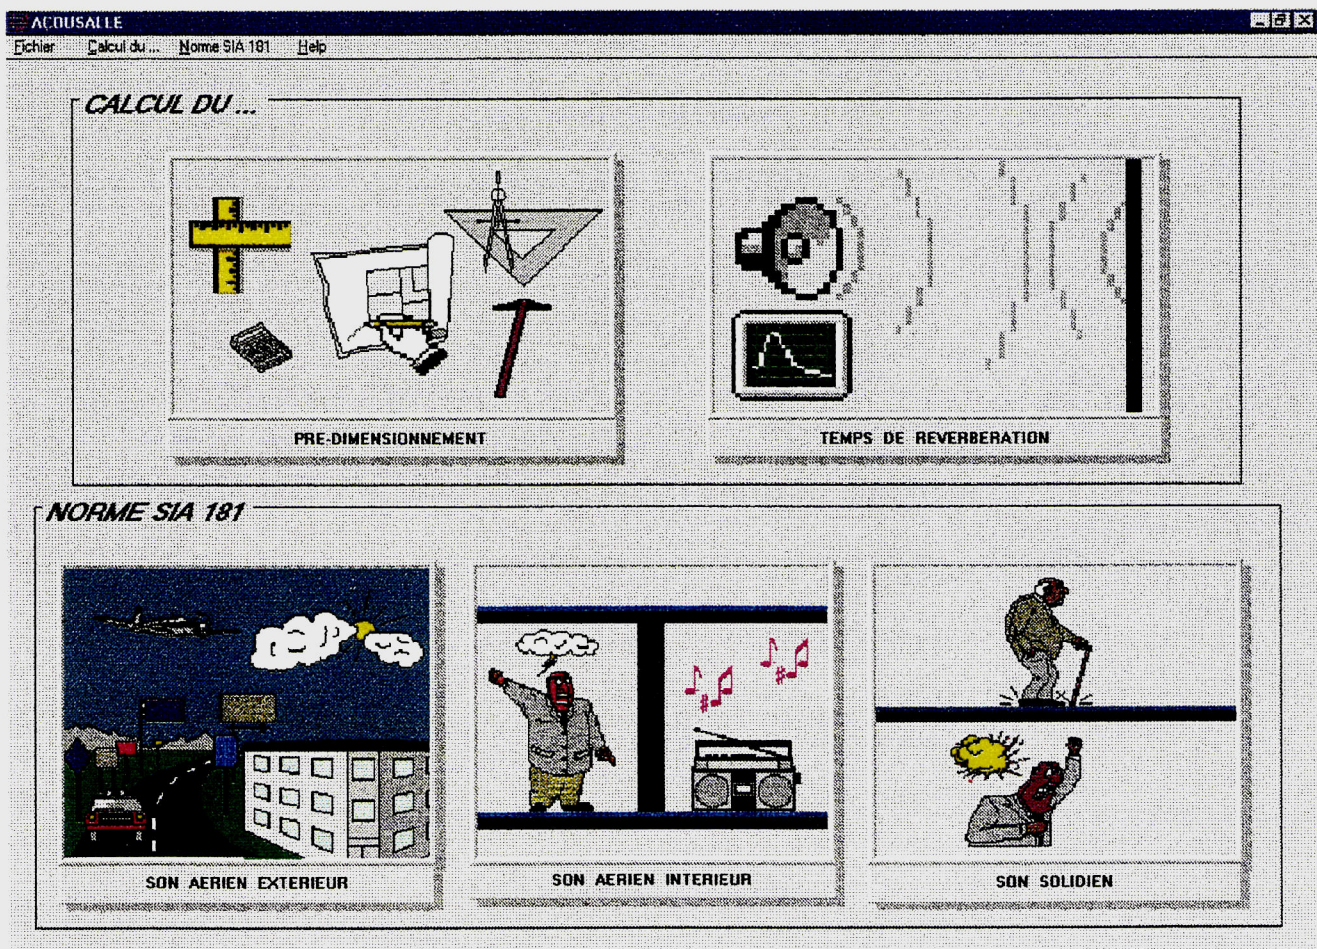 ACOUSALLE
Fichier Calcul du ... Norme SIA 181 Help
CALCUL DU ...
PRE-DIMENSIONNEMENT
TEMPS DE REVERBERATION
NORME SIA 181
SON AERIEN EXTERIEUR
SON AERIEN INTERIEUR
SON SOLIDIEN